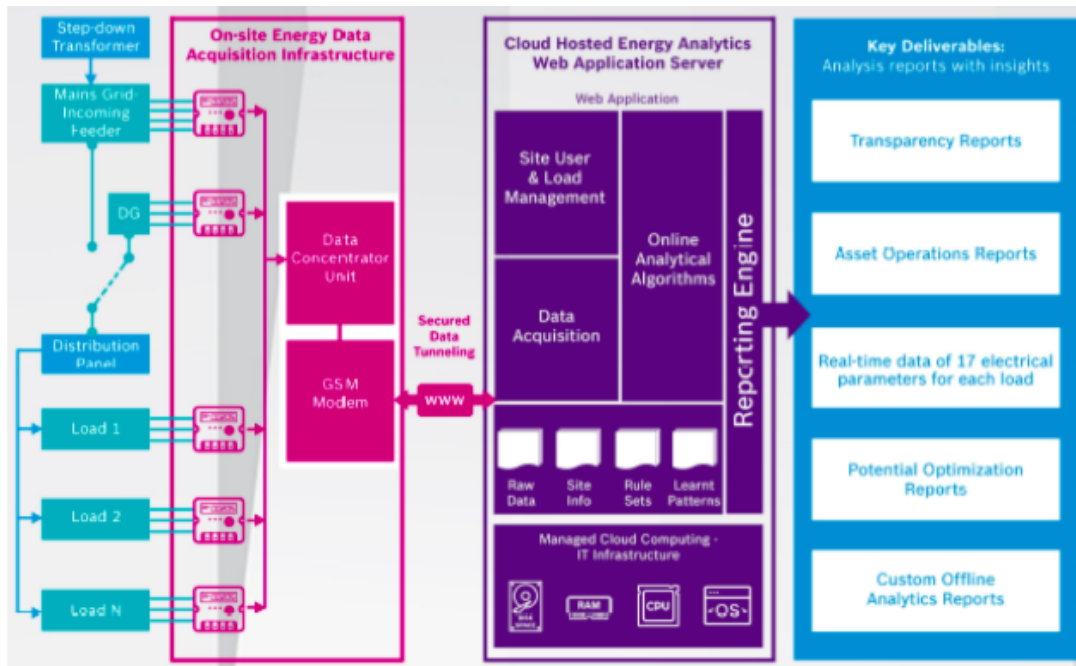 Step-down
Transformer
Mains Grid-
Incoming
Feeder
DG
Distribution
Panel
Load 1
Load 2
Load N
On-site Energy Data
Acquisition Infrastructure
Data
Concentrator
Unit
GSM
Modem
Secured
Data
Tunneling
www
Cloud Hosted Energy Analytics
Web Application Server
Web Application
Site User
& Load
Management
Data
Acquisition
Online
Analytical
Algorithms
Reporting Engine
Raw
Data
Site
Info
Rule
Sets
Learnt
Patterns
Managed Cloud Computing -
IT Infrastructure
RAM
CPU
OS
Key Deliverables:
Analysis reports with insights
Transparency Reports
Asset Operations Reports
Real-time data of 17 electrical
parameters for each load
Potential Optimization
Reports
Custom Offline
Analytics Reports